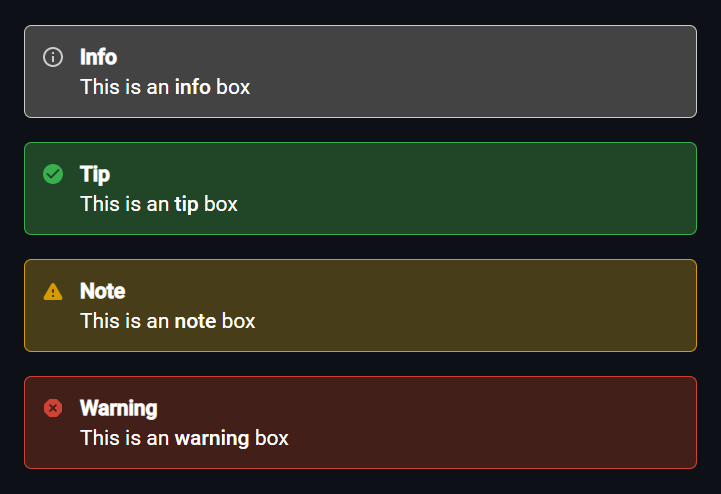 Info
This is an info box
Tip
This is an tip box
Note
This is an note box
Warning
This is an warning box